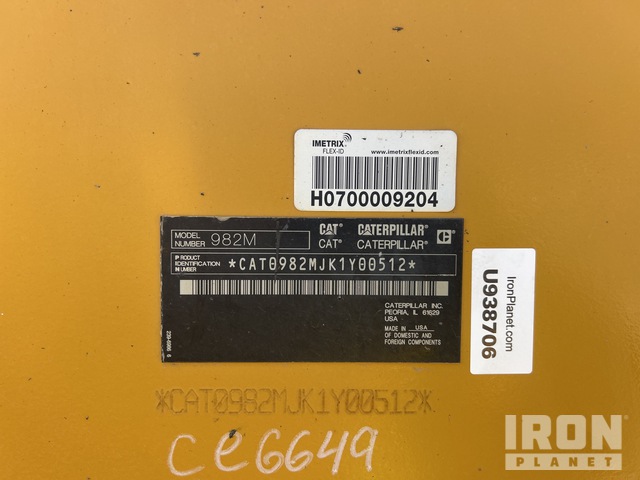 IMETRIX
FLEX-ID
www.imetrixflexid.com
H0700009204
MODEL NUMBER 982M
CAT CATERPILLAR C
CAT® CATERPILLAR®
PRODUCT IDENTIFICATION NUMBER *CAT0982MJK1Y00512*
CATERPILLAR INC.
PEORIA, IL 61629
USA
MADE IN USA
OF DOMESTIC AND
FOREIGN COMPONENTS
IronPlanet.com
U938706
*CAT0982MJK1Y00512*
CE6649
IRON
PLANET